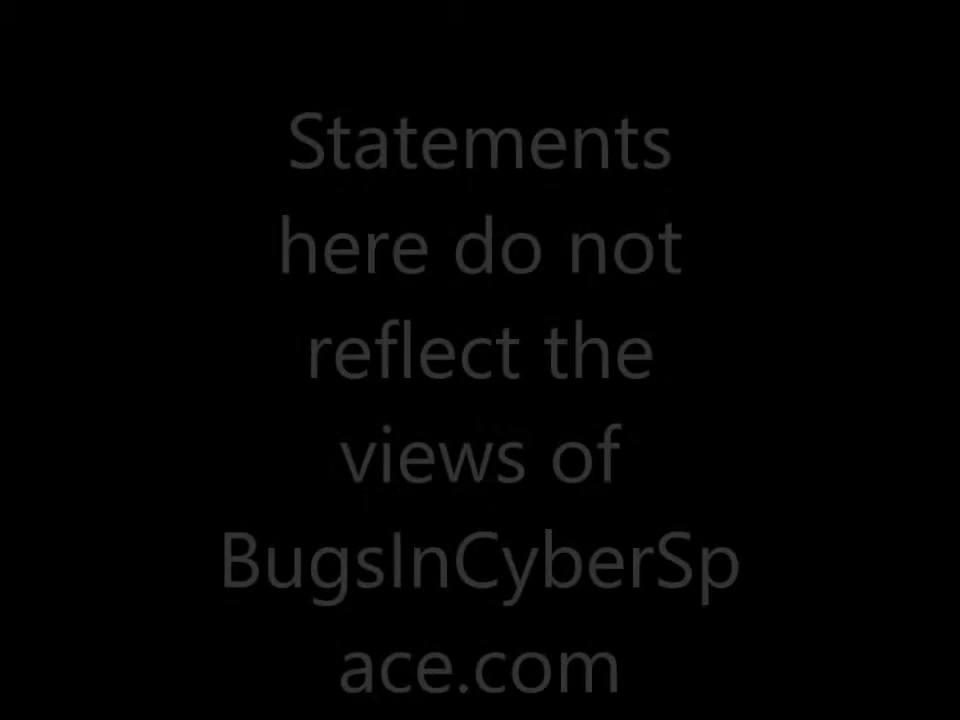 Statements
here do not
reflect the
views of
BugsInCyberSp
ace.com